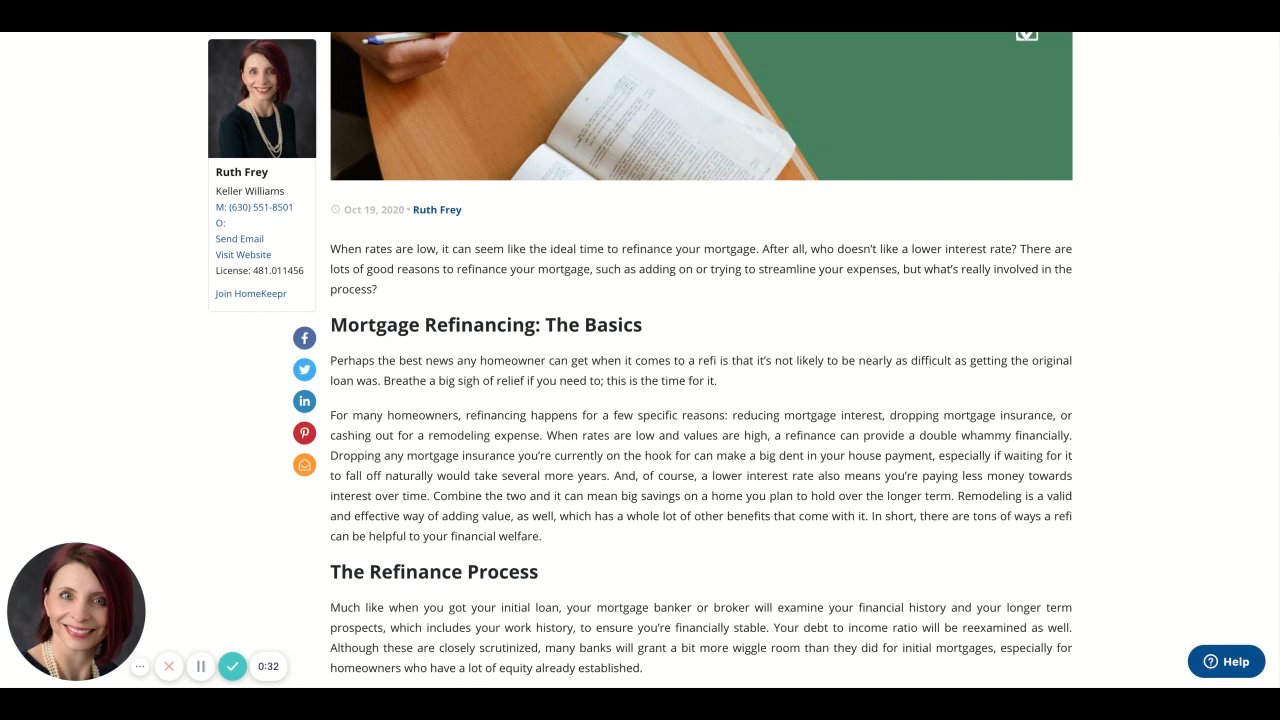 Ruth Frey
Keller Williams
M: (630) 551-8501
O:
Send Email
Visit Website
License: 481.011456
Join HomeKeepr
Oct 19, 2020 • Ruth Frey
When rates are low, it can seem like the ideal time to refinance your mortgage. After all, who doesn't like a lower interest rate? There are
lots of good reasons to refinance your mortgage, such as adding on or trying to streamline your expenses, but what's really involved in the
process?
Mortgage Refinancing: The Basics
Perhaps the best news any homeowner can get when it comes to a refi is that it's not likely to be nearly as difficult as getting the original
loan was. Breathe a big sigh of relief if you need to; this is the time for it.
For many homeowners, refinancing happens for a few specific reasons: reducing mortgage interest, dropping mortgage insurance, or
cashing out for a remodeling expense. When rates are low and values are high, a refinance can provide a double whammy financially.
Dropping any mortgage insurance you're currently on the hook for can make a big dent in your house payment, especially if waiting for it
to fall off naturally would take several more years. And, of course, a lower interest rate also means you're paying less money towards
interest over time. Combine the two and it can mean big savings on a home you plan to hold over the longer term. Remodeling is a valid
and effective way of adding value, as well, which has a whole lot of other benefits that come with it. In short, there are tons of ways a refi
can be helpful to your financial welfare.
The Refinance Process
Much like when you got your initial loan, your mortgage banker or broker will examine your financial history and your longer term
prospects, which includes your work history, to ensure you're financially stable. Your debt to income ratio will be reexamined as well.
Although these are closely scrutinized, many banks will grant a bit more wiggle room than they did for initial mortgages, especially for
homeowners who have a lot of equity already established.
0:32
Help